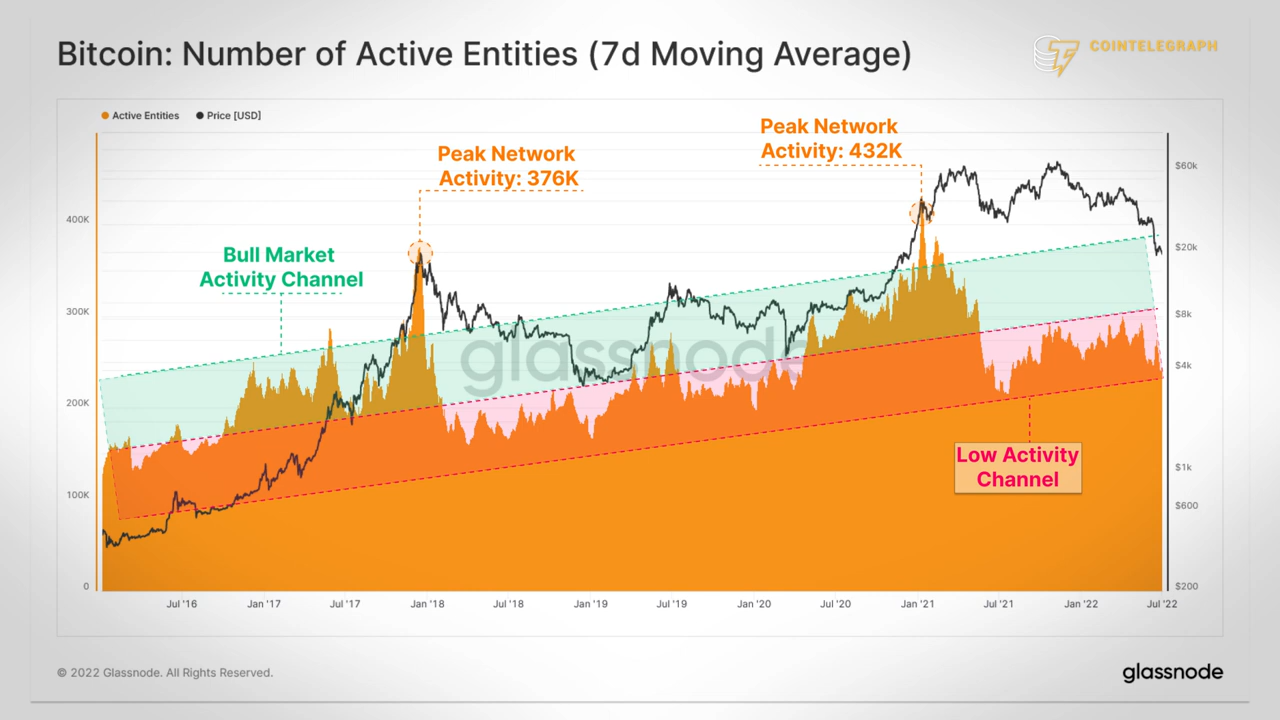 Bitcoin: Number of Active Entities (7d Moving Average)
COINTELEGRAPH
Active Entities
Price [USD]
Peak Network
Activity: 432K
Peak Network
Activity: 376K
Bull Market
Activity Channel
Low Activity
Channel
glassnode
400K
300K
200K
100K
0
$60k
$20k
$8k
$4k
$1k
$600
$200
Jul '16
Jan '17
Jul '17
Jan '18
Jul '18
Jan '19
Jul '19
Jan '20
Jul '20
Jan '21
Jul '21
Jan '22
Jul '22
© 2022 Glassnode. All Rights Reserved.
glassnode